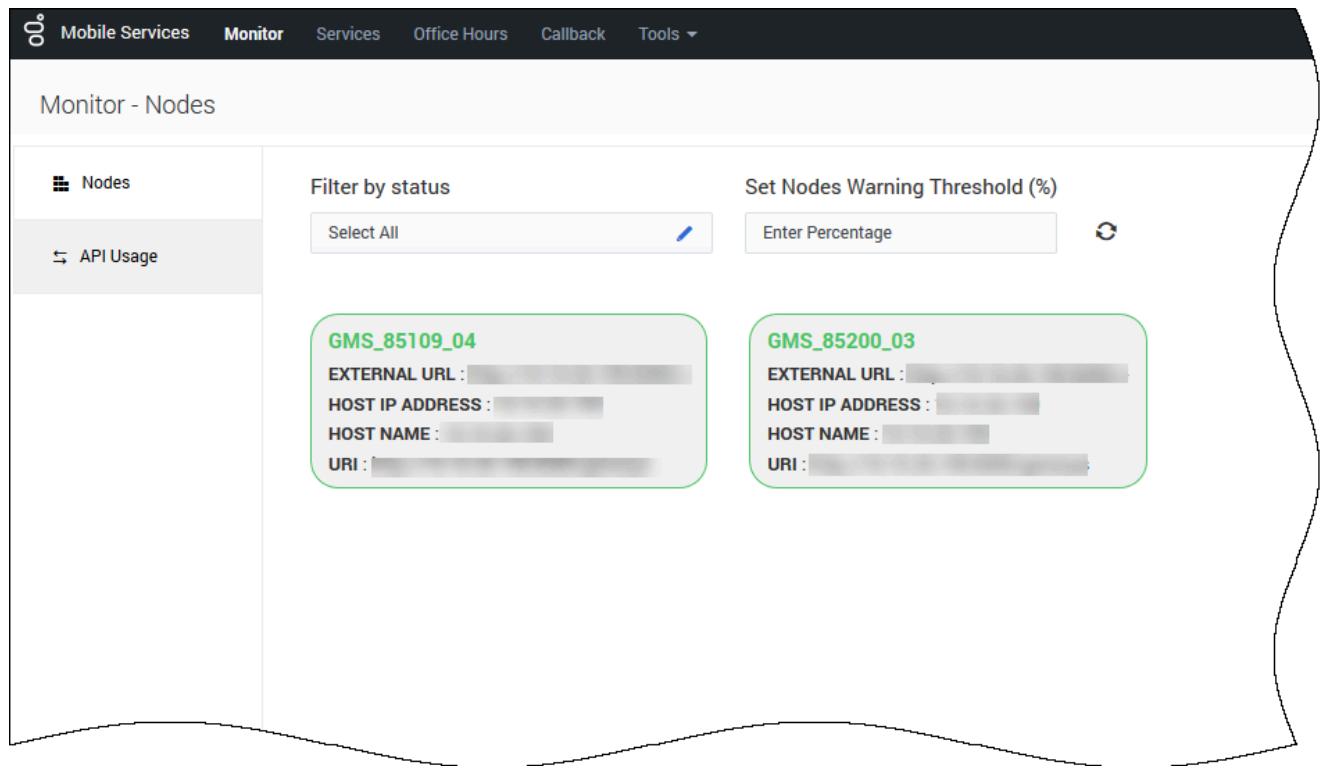 Mobile Services Monitor Services Office Hours Callback Tools
Monitor - Nodes
Nodes
API Usage
Filter by status
Select All
Set Nodes Warning Threshold (%)
Enter Percentage
GMS_85109_04
EXTERNAL URL :
HOST IP ADDRESS :
HOST NAME :
URI :
GMS_85200_03
EXTERNAL URL :
HOST IP ADDRESS :
HOST NAME :
URI :